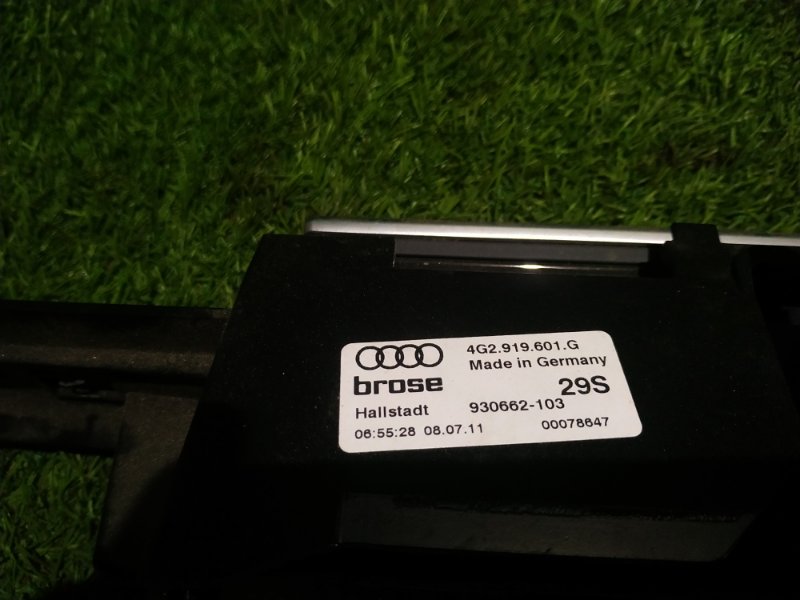 4G2.919.601.G
Made in Germany
brose 29S
Hallstadt 930662-103
06:55:28 08.07.11 00078647